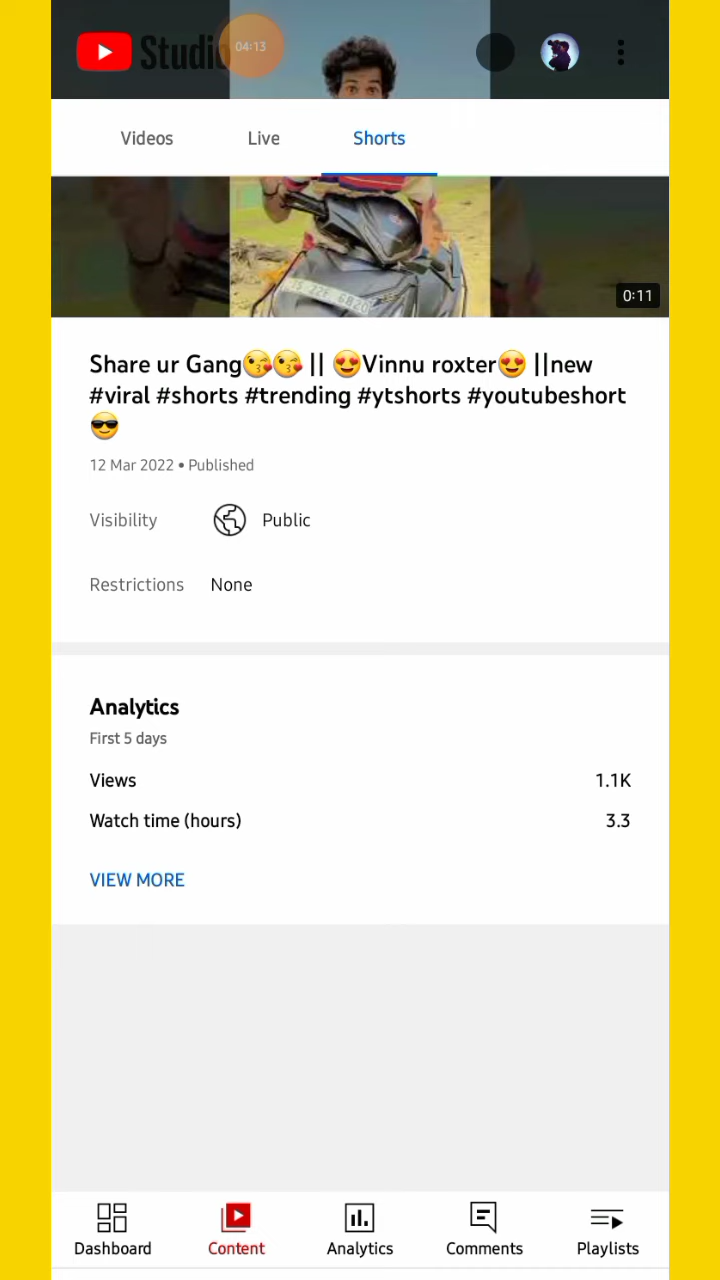 Studio
04:13
Videos Live Shorts
0:11
Share ur Gang😘😘 || 😍Vinnu roxter😍 ||new
#viral #shorts #trending #ytshorts #youtubeshort
😎
12 Mar 2022 • Published
Visibility Public
Restrictions None
Analytics
First 5 days
Views 1.1K
Watch time (hours) 3.3
VIEW MORE
Dashboard Content Analytics Comments Playlists